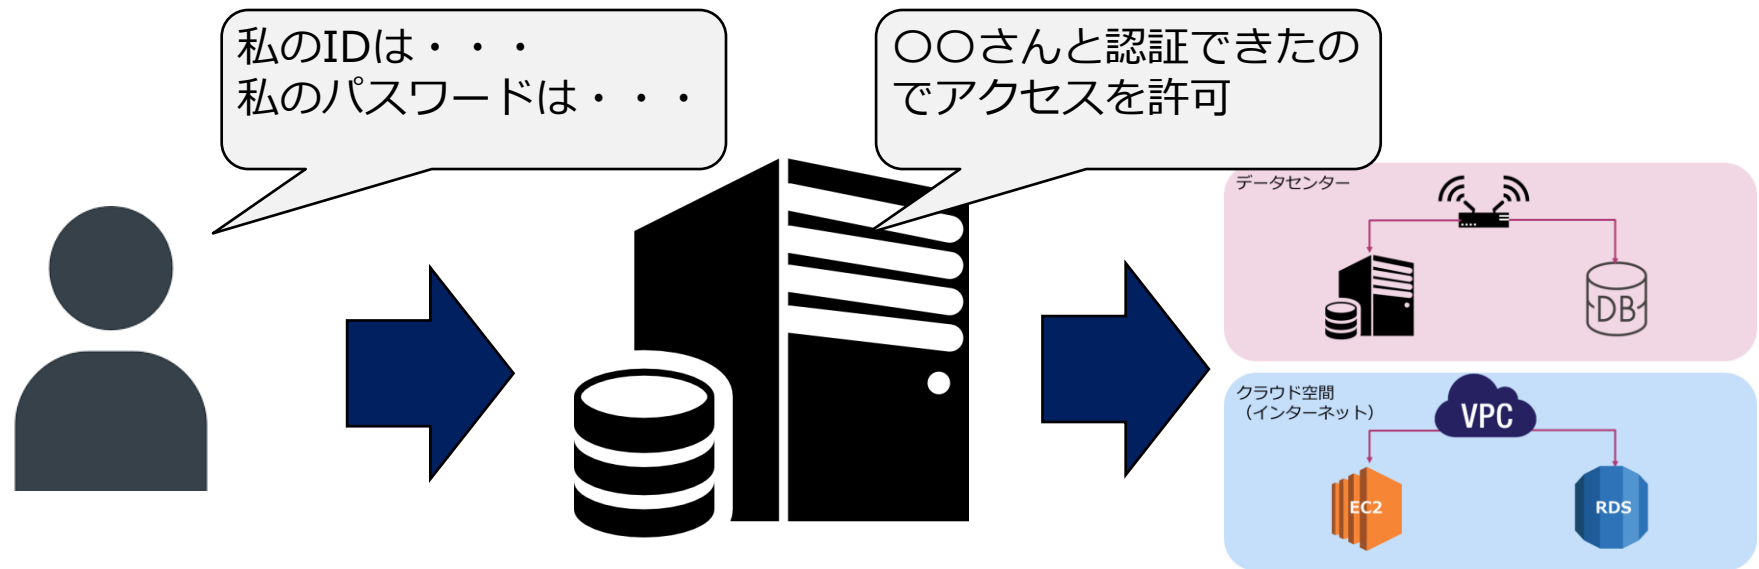 私のIDは・・・
私のパスワードは・・・
〇〇さんと認証できたの
でアクセスを許可
データセンター
DB
クラウド空間
（インターネット）
VPC
EC2
RDS